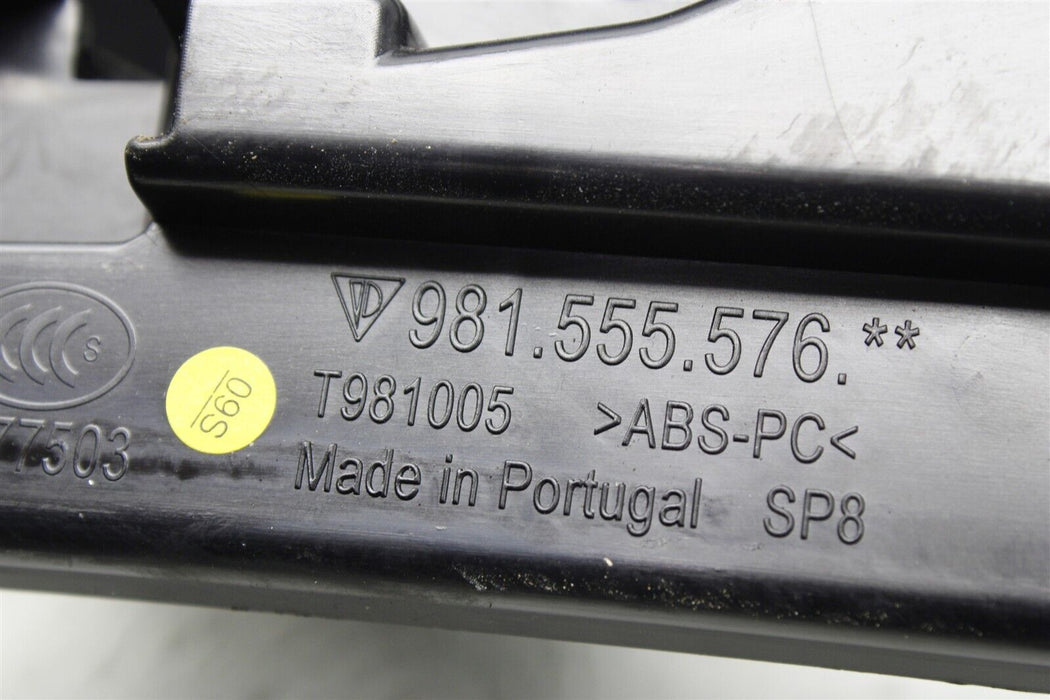 981.555.576.**
S
S60
T981005 >ABS-PC<
77503
Made in Portugal SP8